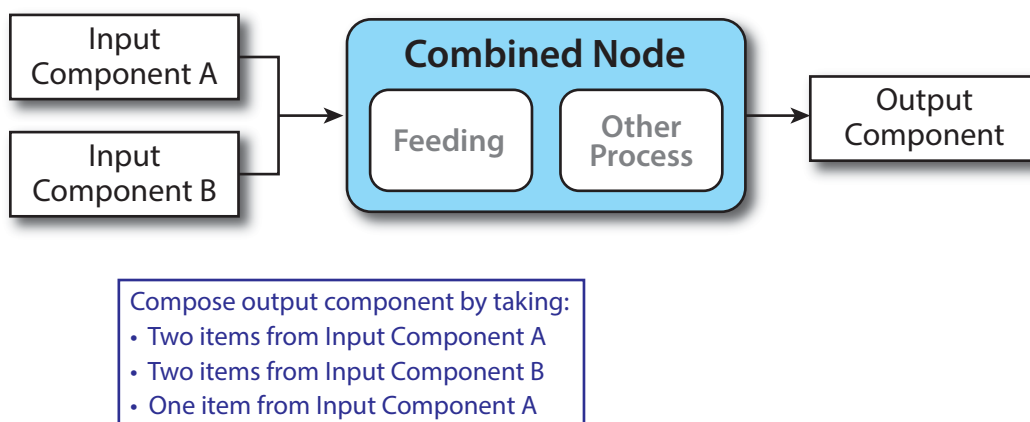 Input
Component A
Input
Component B
Combined Node
Feeding
Other
Process
Output
Component
Compose output component by taking:
• Two items from Input Component A
• Two items from Input Component B
• One item from Input Component A